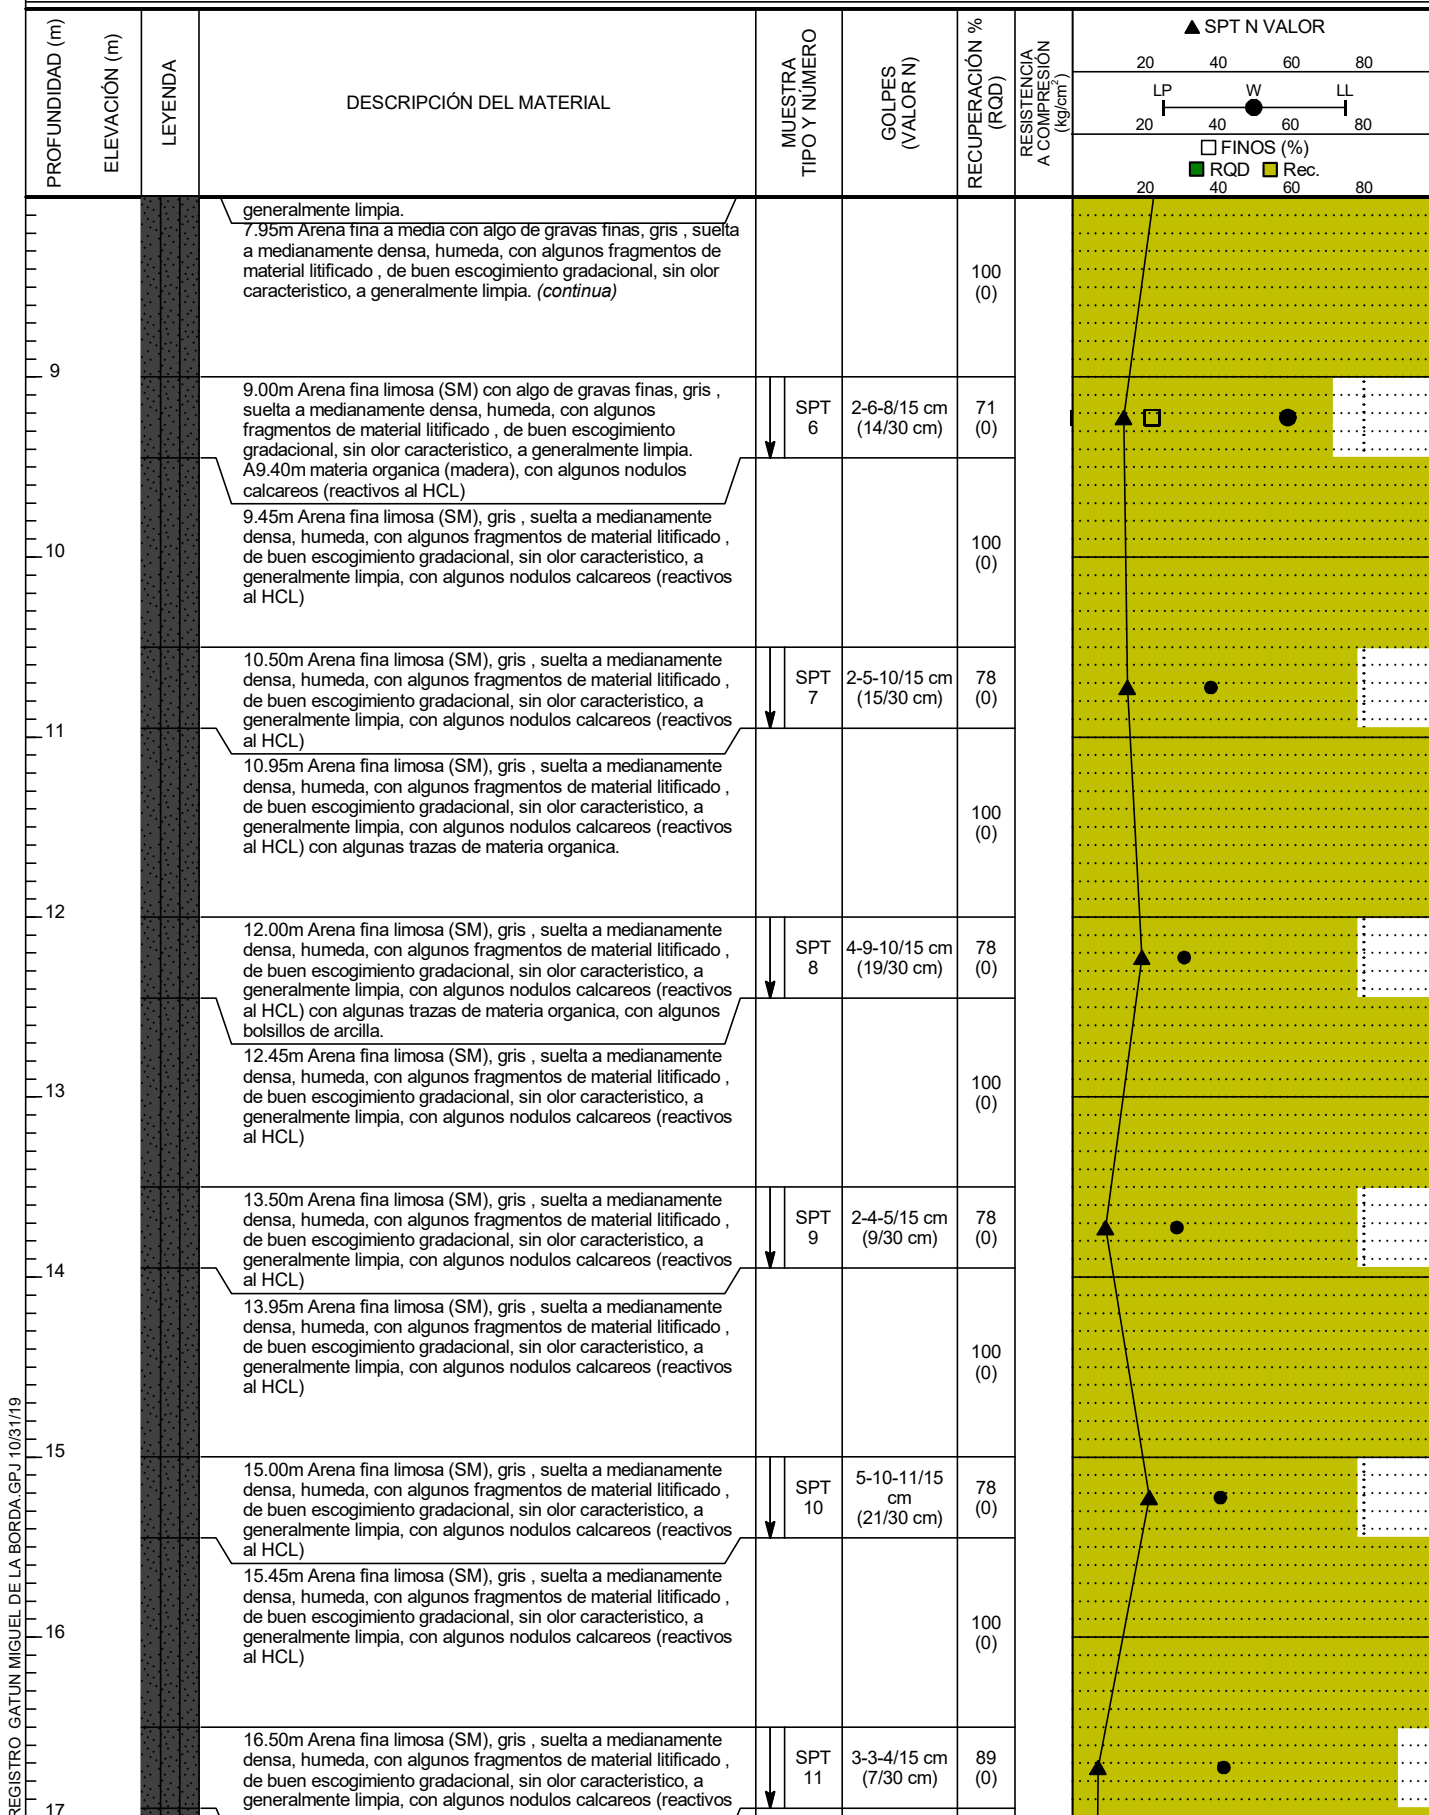 PROFUNDIDAD (m)
ELEVACIÓN (m)
LEYENDA
DESCRIPCIÓN DEL MATERIAL
MUESTRA
TIPO Y NÚMERO
GOLPES
(VALOR N)
RECUPERACIÓN %
(RQD)
RESISTENCIA
A COMPRESIÓN
(kg/cm²)
▲ SPT N VALOR
20 40 60 80
LP W LL
20 40 60 80
□ FINOS (%)
RQD Rec.
20 40 60 80
generalmente limpia.
7.95m Arena fina a media con algo de gravas finas, gris , suelta
a medianamente densa, humeda, con algunos fragmentos de
material litificado , de buen escogimiento gradacional, sin olor
caracteristico, a generalmente limpia. (continua)
100
(0)
9
9.00m Arena fina limosa (SM) con algo de gravas finas, gris ,
suelta a medianamente densa, humeda, con algunos
fragmentos de material litificado , de buen escogimiento
gradacional, sin olor caracteristico, a generalmente limpia.
A9.40m materia organica (madera), con algunos nodulos
calcareos (reactivos al HCL)
SPT
6
2-6-8/15 cm
(14/30 cm)
71
(0)
9.45m Arena fina limosa (SM), gris , suelta a medianamente
densa, humeda, con algunos fragmentos de material litificado ,
de buen escogimiento gradacional, sin olor caracteristico, a
generalmente limpia, con algunos nodulos calcareos (reactivos
al HCL)
100
(0)
10
10.50m Arena fina limosa (SM), gris , suelta a medianamente
densa, humeda, con algunos fragmentos de material litificado ,
de buen escogimiento gradacional, sin olor caracteristico, a
generalmente limpia, con algunos nodulos calcareos (reactivos
al HCL)
SPT
7
2-5-10/15 cm
(15/30 cm)
78
(0)
11
10.95m Arena fina limosa (SM), gris , suelta a medianamente
densa, humeda, con algunos fragmentos de material litificado ,
de buen escogimiento gradacional, sin olor caracteristico, a
generalmente limpia, con algunos nodulos calcareos (reactivos
al HCL) con algunas trazas de materia organica.
100
(0)
12
12.00m Arena fina limosa (SM), gris , suelta a medianamente
densa, humeda, con algunos fragmentos de material litificado ,
de buen escogimiento gradacional, sin olor caracteristico, a
generalmente limpia, con algunos nodulos calcareos (reactivos
al HCL) con algunas trazas de materia organica, con algunos
bolsillos de arcilla.
SPT
8
4-9-10/15 cm
(19/30 cm)
78
(0)
12.45m Arena fina limosa (SM), gris , suelta a medianamente
densa, humeda, con algunos fragmentos de material litificado ,
de buen escogimiento gradacional, sin olor caracteristico, a
generalmente limpia, con algunos nodulos calcareos (reactivos
al HCL)
100
(0)
13
13.50m Arena fina limosa (SM), gris , suelta a medianamente
densa, humeda, con algunos fragmentos de material litificado ,
de buen escogimiento gradacional, sin olor caracteristico, a
generalmente limpia, con algunos nodulos calcareos (reactivos
al HCL)
SPT
9
2-4-5/15 cm
(9/30 cm)
78
(0)
14
13.95m Arena fina limosa (SM), gris , suelta a medianamente
densa, humeda, con algunos fragmentos de material litificado ,
de buen escogimiento gradacional, sin olor caracteristico, a
generalmente limpia, con algunos nodulos calcareos (reactivos
al HCL)
100
(0)
15
15.00m Arena fina limosa (SM), gris , suelta a medianamente
densa, humeda, con algunos fragmentos de material litificado ,
de buen escogimiento gradacional, sin olor caracteristico, a
generalmente limpia, con algunos nodulos calcareos (reactivos
al HCL)
SPT
10
5-10-11/15
cm
(21/30 cm)
78
(0)
15.45m Arena fina limosa (SM), gris , suelta a medianamente
densa, humeda, con algunos fragmentos de material litificado ,
de buen escogimiento gradacional, sin olor caracteristico, a
generalmente limpia, con algunos nodulos calcareos (reactivos
al HCL)
100
(0)
16
16.50m Arena fina limosa (SM), gris , suelta a medianamente
densa, humeda, con algunos fragmentos de material litificado ,
de buen escogimiento gradacional, sin olor caracteristico, a
generalmente limpia, con algunos nodulos calcareos (reactivos
SPT
11
3-3-4/15 cm
(7/30 cm)
89
(0)
17
REGISTRO GATUN MIGUEL DE LA BORDA.GPJ 10/31/19